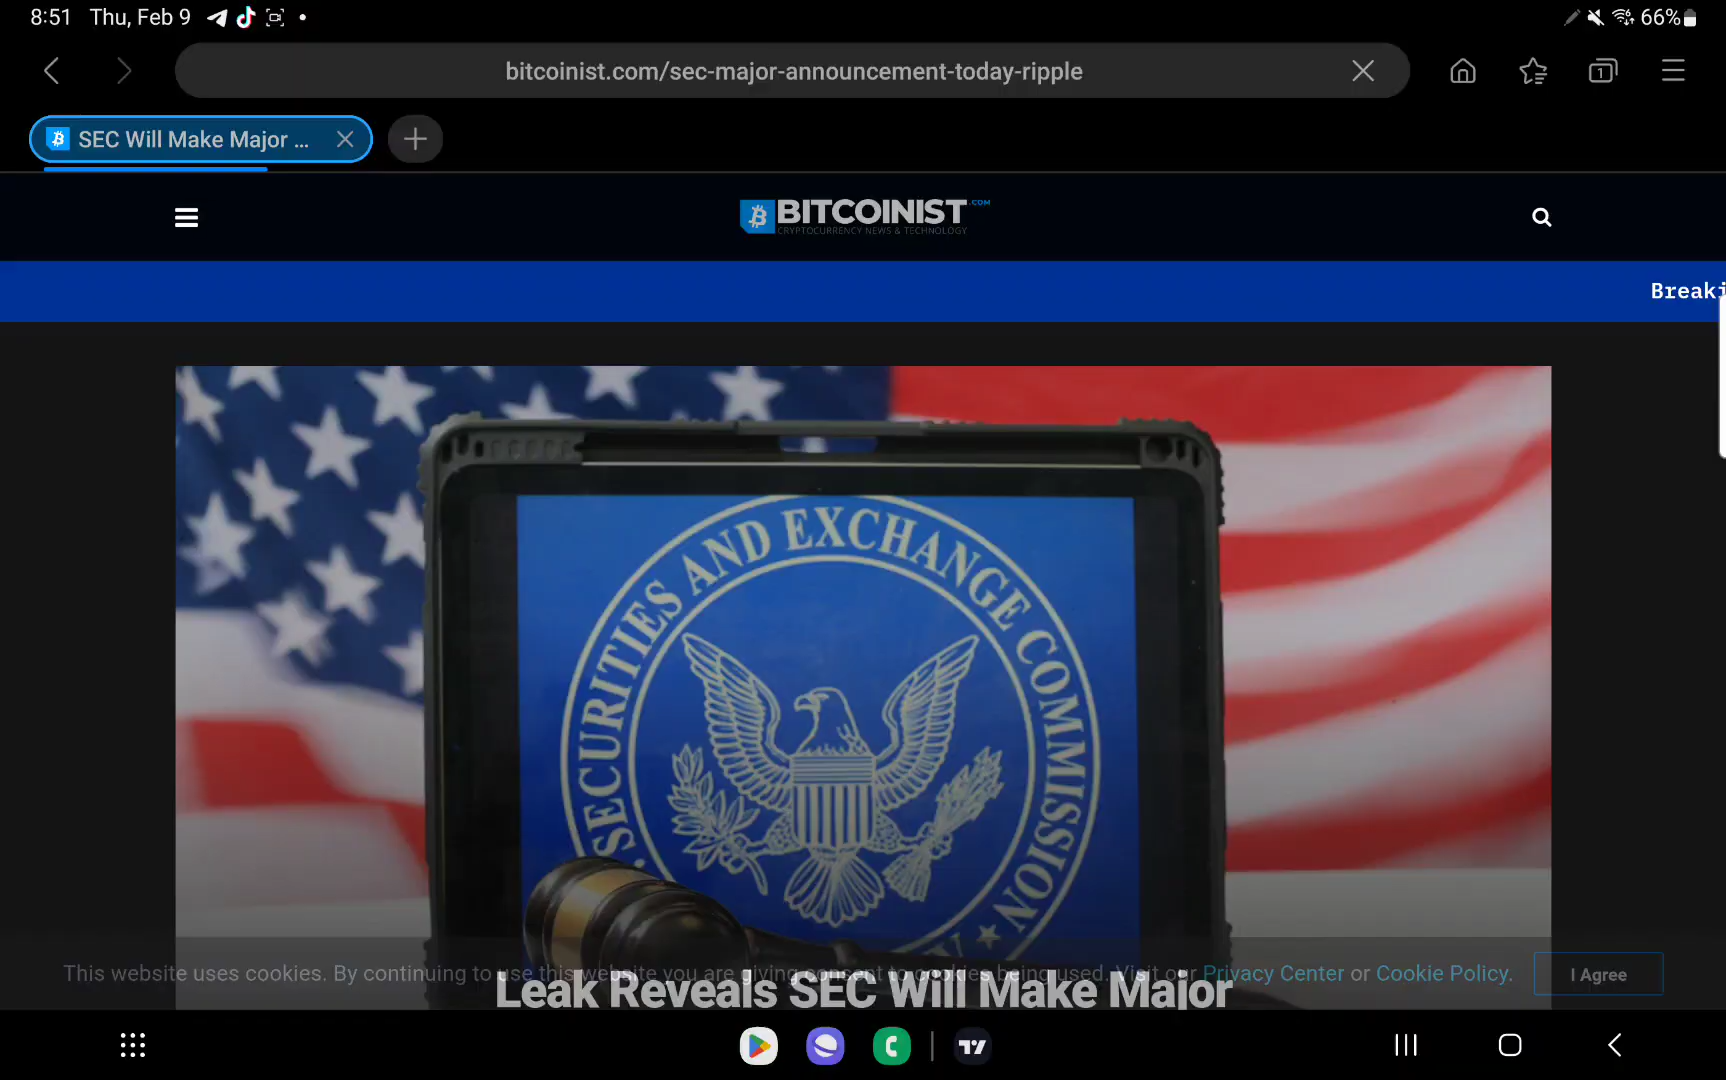 8:51 Thu, Feb 9
66%
bitcoinist.com/sec-major-announcement-today-ripple
1
SEC Will Make Major ...
BITCOINIST.COM
CRYPTOCURRENCY NEWS & TECHNOLOGY
Breaki
SECURITIES AND EXCHANGE COMMISSION
This website uses cookies. By continuing to use this website you are giving consent to cookies being used. Visit our Privacy Center or Cookie Policy.
I Agree
Leak Reveals SEC Will Make Major